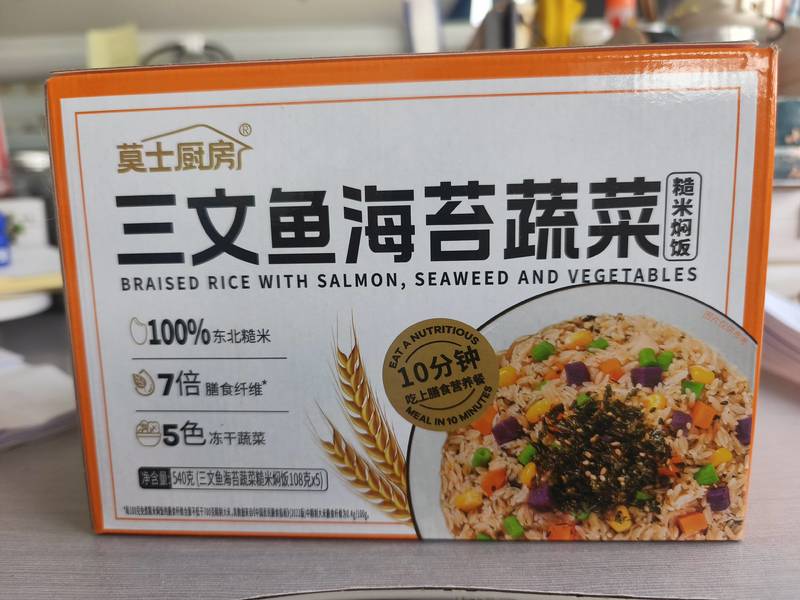 莫士厨房®
三文鱼海苔蔬菜
糙米焖饭
BRAISED RICE WITH SALMON, SEAWEED AND VEGETABLES
100%东北糙米
7倍膳食纤维*
5色冻干蔬菜
净含量 540克(三文鱼海苔蔬菜糙米焖饭108克x5)
EAT A NUTRITIOUS
10分钟
吃上膳食营养餐
MEAL IN 10 MINUTES